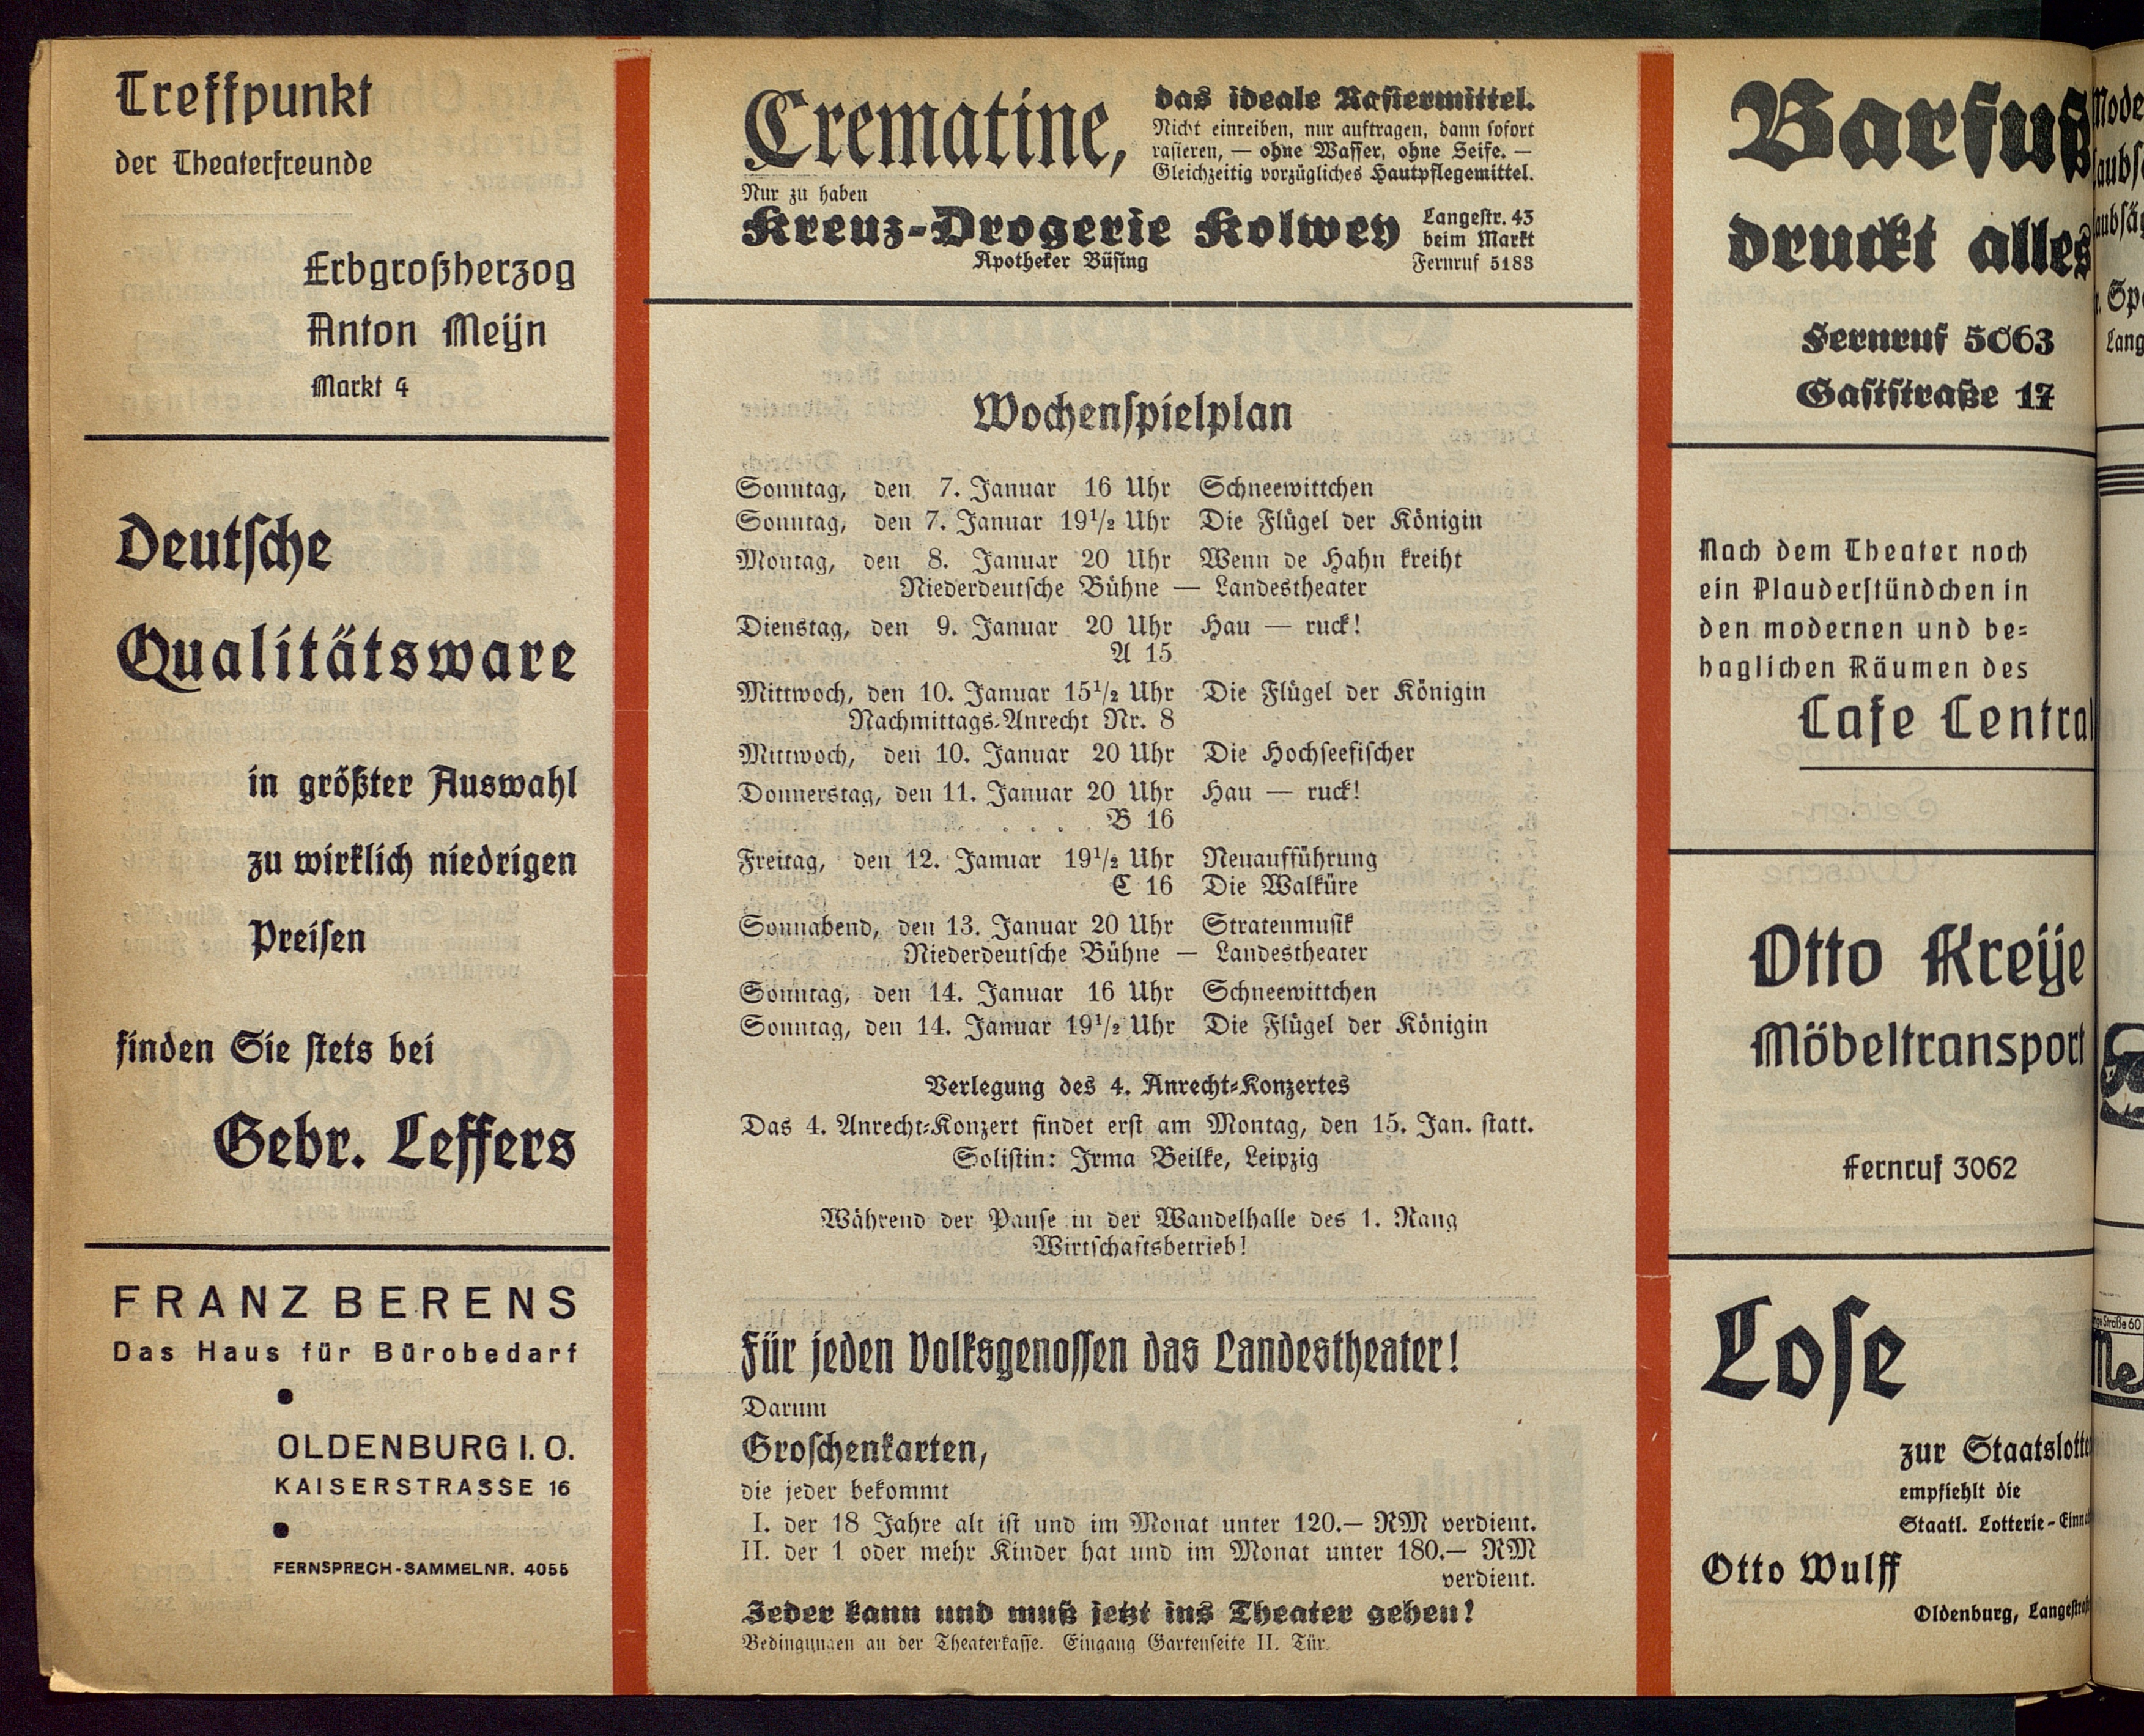 Treffpunkt
der Theaterfreunde
Erbgroßherzog
Anton Meijn
Markt 4
Deutsche
Qualitätsware
in größter Auswahl
zu wirklich niedrigen
Preisen
finden Sie stets bei
Gebr. Leffers
FRANZ BERENS
Das Haus für Bürobedarf
OLDENBURG I. O.
KAISERSTRASSE 16
FERNSPRECH-SAMMELNR. 4055
Crematine,
das ideale Rasiermittel.
Nicht einreiben, nur auftragen, dann sofort
rasieren, — ohne Wasser, ohne Seife. —
Gleichzeitig vorzügliches Hautpflegemittel.
Nur zu haben
Kreuz-Drogerie Kolwey
Apotheker Büsing
Langestr. 43
beim Markt
Fernruf 5183
Wochenspielplan
Sonntag, den 7. Januar 16 Uhr Schneewittchen
Sonntag, den 7. Januar 19½ Uhr Die Flügel der Königin
Montag, den 8. Januar 20 Uhr Wenn de Hahn kreiht
Niederdeutsche Bühne — Landestheater
Dienstag, den 9. Januar 20 Uhr Hau — ruck!
A 15
Mittwoch, den 10. Januar 15½ Uhr Die Flügel der Königin
Nachmittags-Anrecht Nr. 8
Mittwoch, den 10. Januar 20 Uhr Die Hochseefischer
Donnerstag, den 11. Januar 20 Uhr Hau — ruck!
B 16
Freitag, den 12. Januar 19½ Uhr Neuaufführung
C 16 Die Walküre
Sonnabend, den 13. Januar 20 Uhr Stratenmusik
Niederdeutsche Bühne — Landestheater
Sonntag, den 14. Januar 16 Uhr Schneewittchen
Sonntag, den 14. Januar 19½ Uhr Die Flügel der Königin
Verlegung des 4. Anrecht-Konzertes
Das 4. Anrecht-Konzert findet erst am Montag, den 15. Jan. statt.
Solistin: Irma Beilke, Leipzig
Während der Pause in der Wandelhalle des 1. Rang
Wirtschaftsbetrieb!
Für jeden Volksgenossen das Landestheater!
Darum
Groschenkarten,
die jeder bekommt
I. der 18 Jahre alt ist und im Monat unter 120.— RM verdient.
II. der 1 oder mehr Kinder hat und im Monat unter 180.— RM
verdient.
Jeder kann und muß jetzt ins Theater gehen!
Bedingungen an der Theaterkasse. Eingang Gartenseite II. Tür.
Barfuß
druckt alles
Fernruf 5063
Gaststraße 17
Nach dem Theater noch
ein Plauderstündchen in
den modernen und be-
haglichen Räumen des
Cafe Central
Otto Kreije
Möbeltransport
Fernruf 3062
Lose
zur Staatslotte
empfiehlt die
Staatl. Lotterie-Einna
Otto Wulff
Oldenburg, Langestraß
Mode
aubs
aubsäg
Sp
Lang
Straße 60
Me